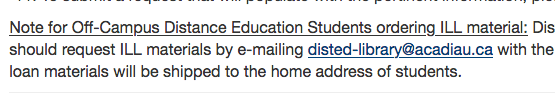 Note for Off-Campus Distance Education Students ordering ILL material: Dis
should request ILL materials by e-mailing disted-library@acadiau.ca with the
loan materials will be shipped to the home address of students.